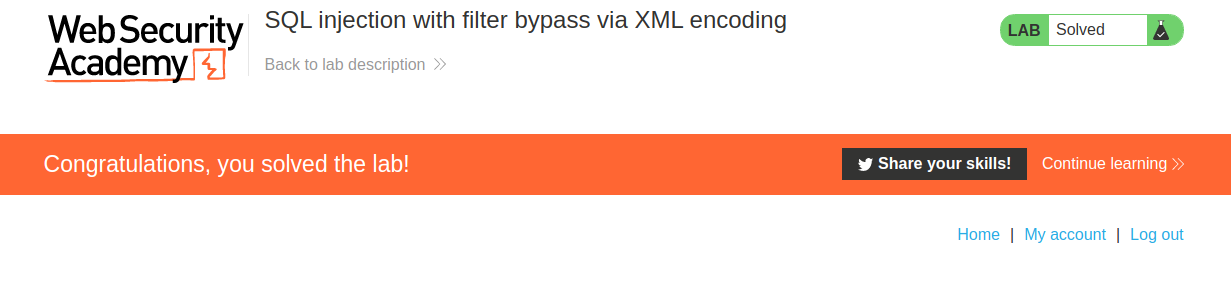 Web Security
Academy
SQL injection with filter bypass via XML encoding
Back to lab description
LAB Solved
Congratulations, you solved the lab!
Share your skills!
Continue learning
Home | My account | Log out